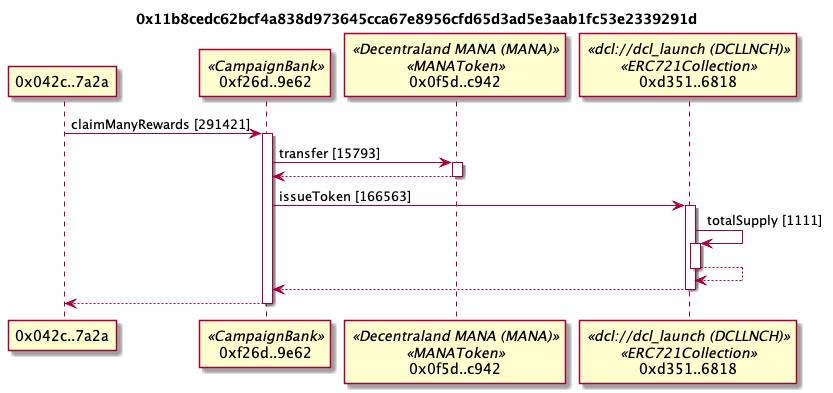 0x11b8cedc62bcf4a838d973645cca67e8956cfd65d3ad5e3aab1fc53e2339291d
0x042c..7a2a
«CampaignBank»
0xf26d..9e62
«Decentraland MANA (MANA)»
«MANAToken»
0x0f5d..c942
«dcl://dcl_launch (DCLLNCH)»
«ERC721Collection»
0xd351..6818
claimManyRewards [291421]
transfer [15793]
issueToken [166563]
totalSupply [1111]
0x042c..7a2a
«CampaignBank»
0xf26d..9e62
«Decentraland MANA (MANA)»
«MANAToken»
0x0f5d..c942
«dcl://dcl_launch (DCLLNCH)»
«ERC721Collection»
0xd351..6818